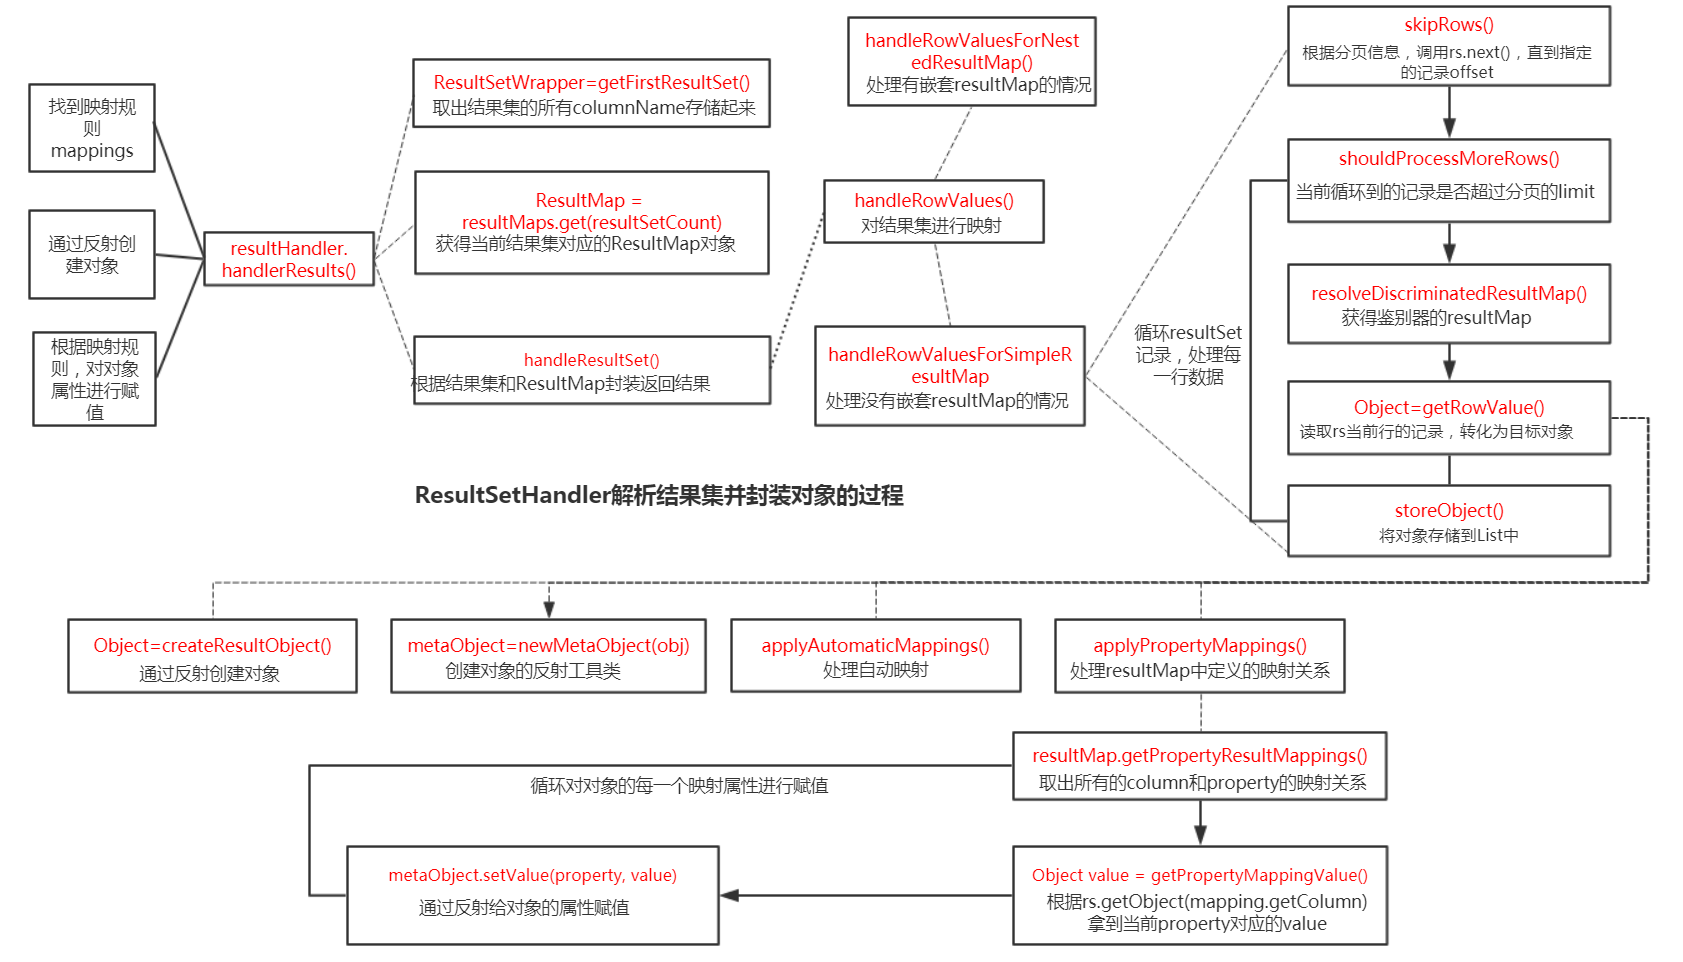 找到映射规
则
mappings
通过反射创
建对象
根据映射规
则，对对象
属性进行赋
值
resultHandler.
handlerResults()
ResultSetWrapper=getFirstResultSet()
取出结果集的所有columnName存储起来
ResultMap =
resultMaps.get(resultSetCount)
获得当前结果集对应的ResultMap对象
handleResultSet()
根据结果集和ResultMap封装返回结果
handleRowValuesForNest
edResultMap()
处理有嵌套resultMap的情况
handleRowValues()
对结果集进行映射
handleRowValuesForSimpleR
esultMap
处理没有嵌套resultMap的情况
skipRows()
根据分页信息，调用rs.next()，直到指定
的记录offset
shouldProcessMoreRows()
当前循环到的记录是否超过分页的limit
resolveDiscriminatedResultMap()
获得鉴别器的resultMap
循环resultSet
记录，处理每
一行数据
Object=getRowValue()
读取rs当前行的记录，转化为目标对象
storeObject()
将对象存储到List中
ResultSetHandler解析结果集并封装对象的过程
Object=createResultObject()
通过反射创建对象
metaObject=newMetaObject(obj)
创建对象的反射工具类
applyAutomaticMappings()
处理自动映射
applyPropertyMappings()
处理resultMap中定义的映射关系
resultMap.getPropertyResultMappings()
取出所有的column和property的映射关系
循环对对象的每一个映射属性进行赋值
metaObject.setValue(property, value)
通过反射给对象的属性赋值
Object value = getPropertyMappingValue()
根据rs.getObject(mapping.getColumn)
拿到当前property对应的value